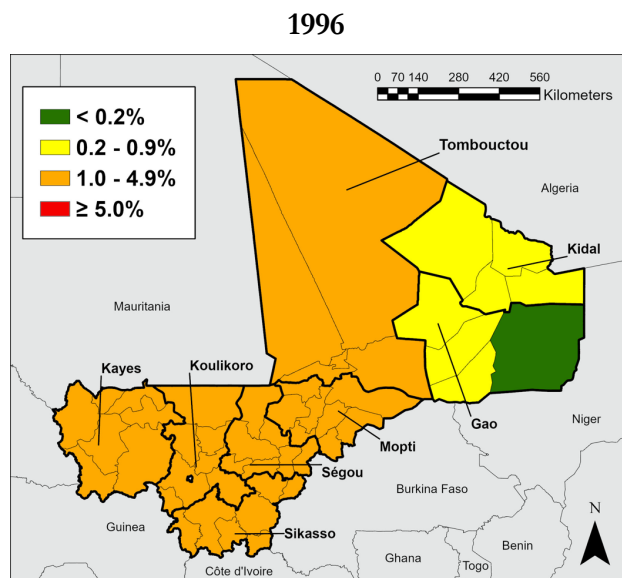 1996
< 0.2%
0.2 - 0.9%
1.0 - 4.9%
≥ 5.0%
0 70 140 280 420 560
Kilometers
Tombouctou
Algeria
Kidal
Mauritania
Kayes
Koulikoro
Gao
Niger
Mopti
Ségou
Burkina Faso
Guinea
Sikasso
N
Benin
Ghana
Togo
Côte d'Ivoire